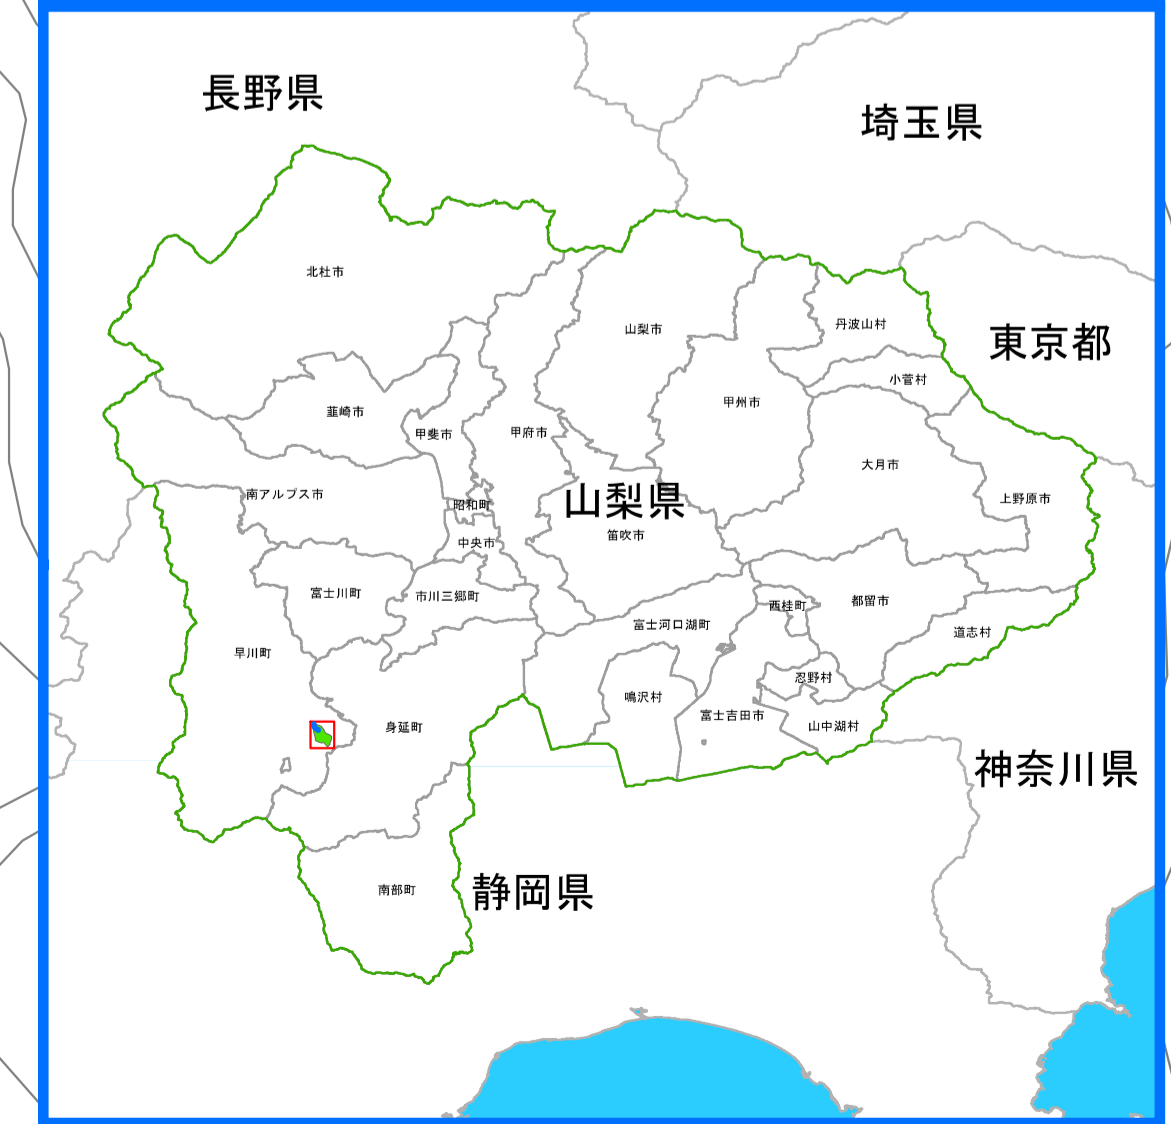 長野県
埼玉県
北杜市
丹波山村
山梨市
東京都
小菅村
甲州市
韮崎市
甲斐市
甲府市
大月市
南アルプス市
上野原市
山梨県
昭和町
笛吹市
中央市
富士川町
市川三郷町
都留市
西桂町
富士河口湖町
道志村
早川町
忍野村
鳴沢村
富士吉田市
山中湖村
身延町
神奈川県
南部町
静岡県